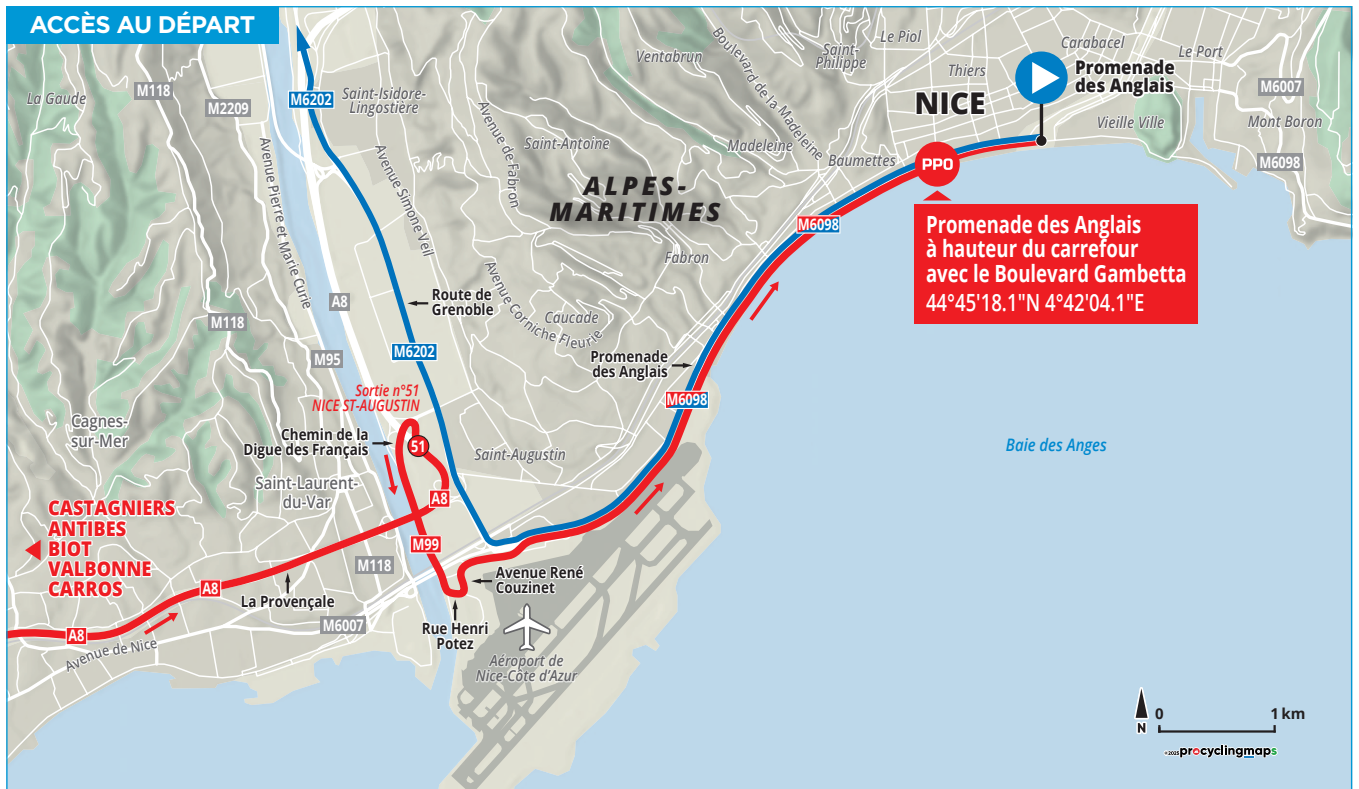 ACCÈS AU DÉPART
La Gaude
M118
M2209
M6202
Saint-Isidore-
Lingostière
Avenue Pierre et Marie Curie
Avenue Simone Veil
Avenue de Fabron
Ventabrun
Boulevard de la Madeleine
Saint-
Philippe
Le Piol
Thiers
Carabacel
Le Port
Promenade
des Anglais
NICE
M6007
Mont Boron
M6098
Vieille Ville
Saint-Antoine
Madeleine
Baumettes
PPO
ALPES-
MARITIMES
M6098
Promenade des Anglais
à hauteur du carrefour
avec le Boulevard Gambetta
44°45'18.1"N 4°42'04.1"E
Fabron
Avenue Corniche Fleurie
Caucade
A8
Route de
Grenoble
M118
M6202
M95
Promenade
des Anglais
M6098
Sortie n°51
NICE ST-AUGUSTIN
51
Chemin de la
Digue des Français
Cagnes-
sur-Mer
Saint-Augustin
Baie des Anges
Saint-Laurent-
du-Var
A8
CASTAGNIERS
ANTIBES
BIOT
VALBONNE
CARROS
M99
M118
A8
La Provençale
Avenue René
Couzinet
M6007
Rue Henri
Potez
A8
Avenue de Nice
Aéroport de
Nice-Côte d'Azur
N
0
1 km
©2025 procyclingmaps